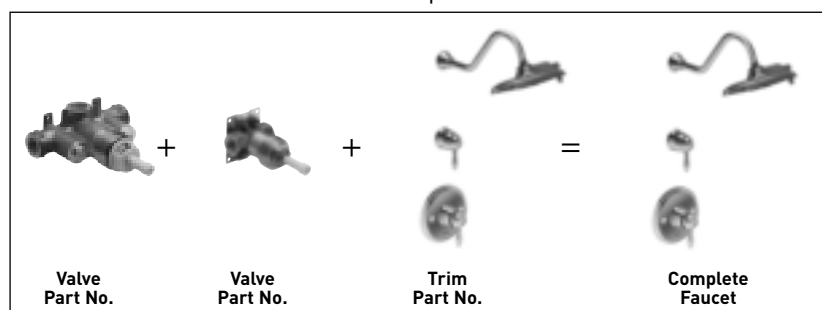 + + =
Valve
Part No.
Valve
Part No.
Trim
Part No.
Complete
Faucet